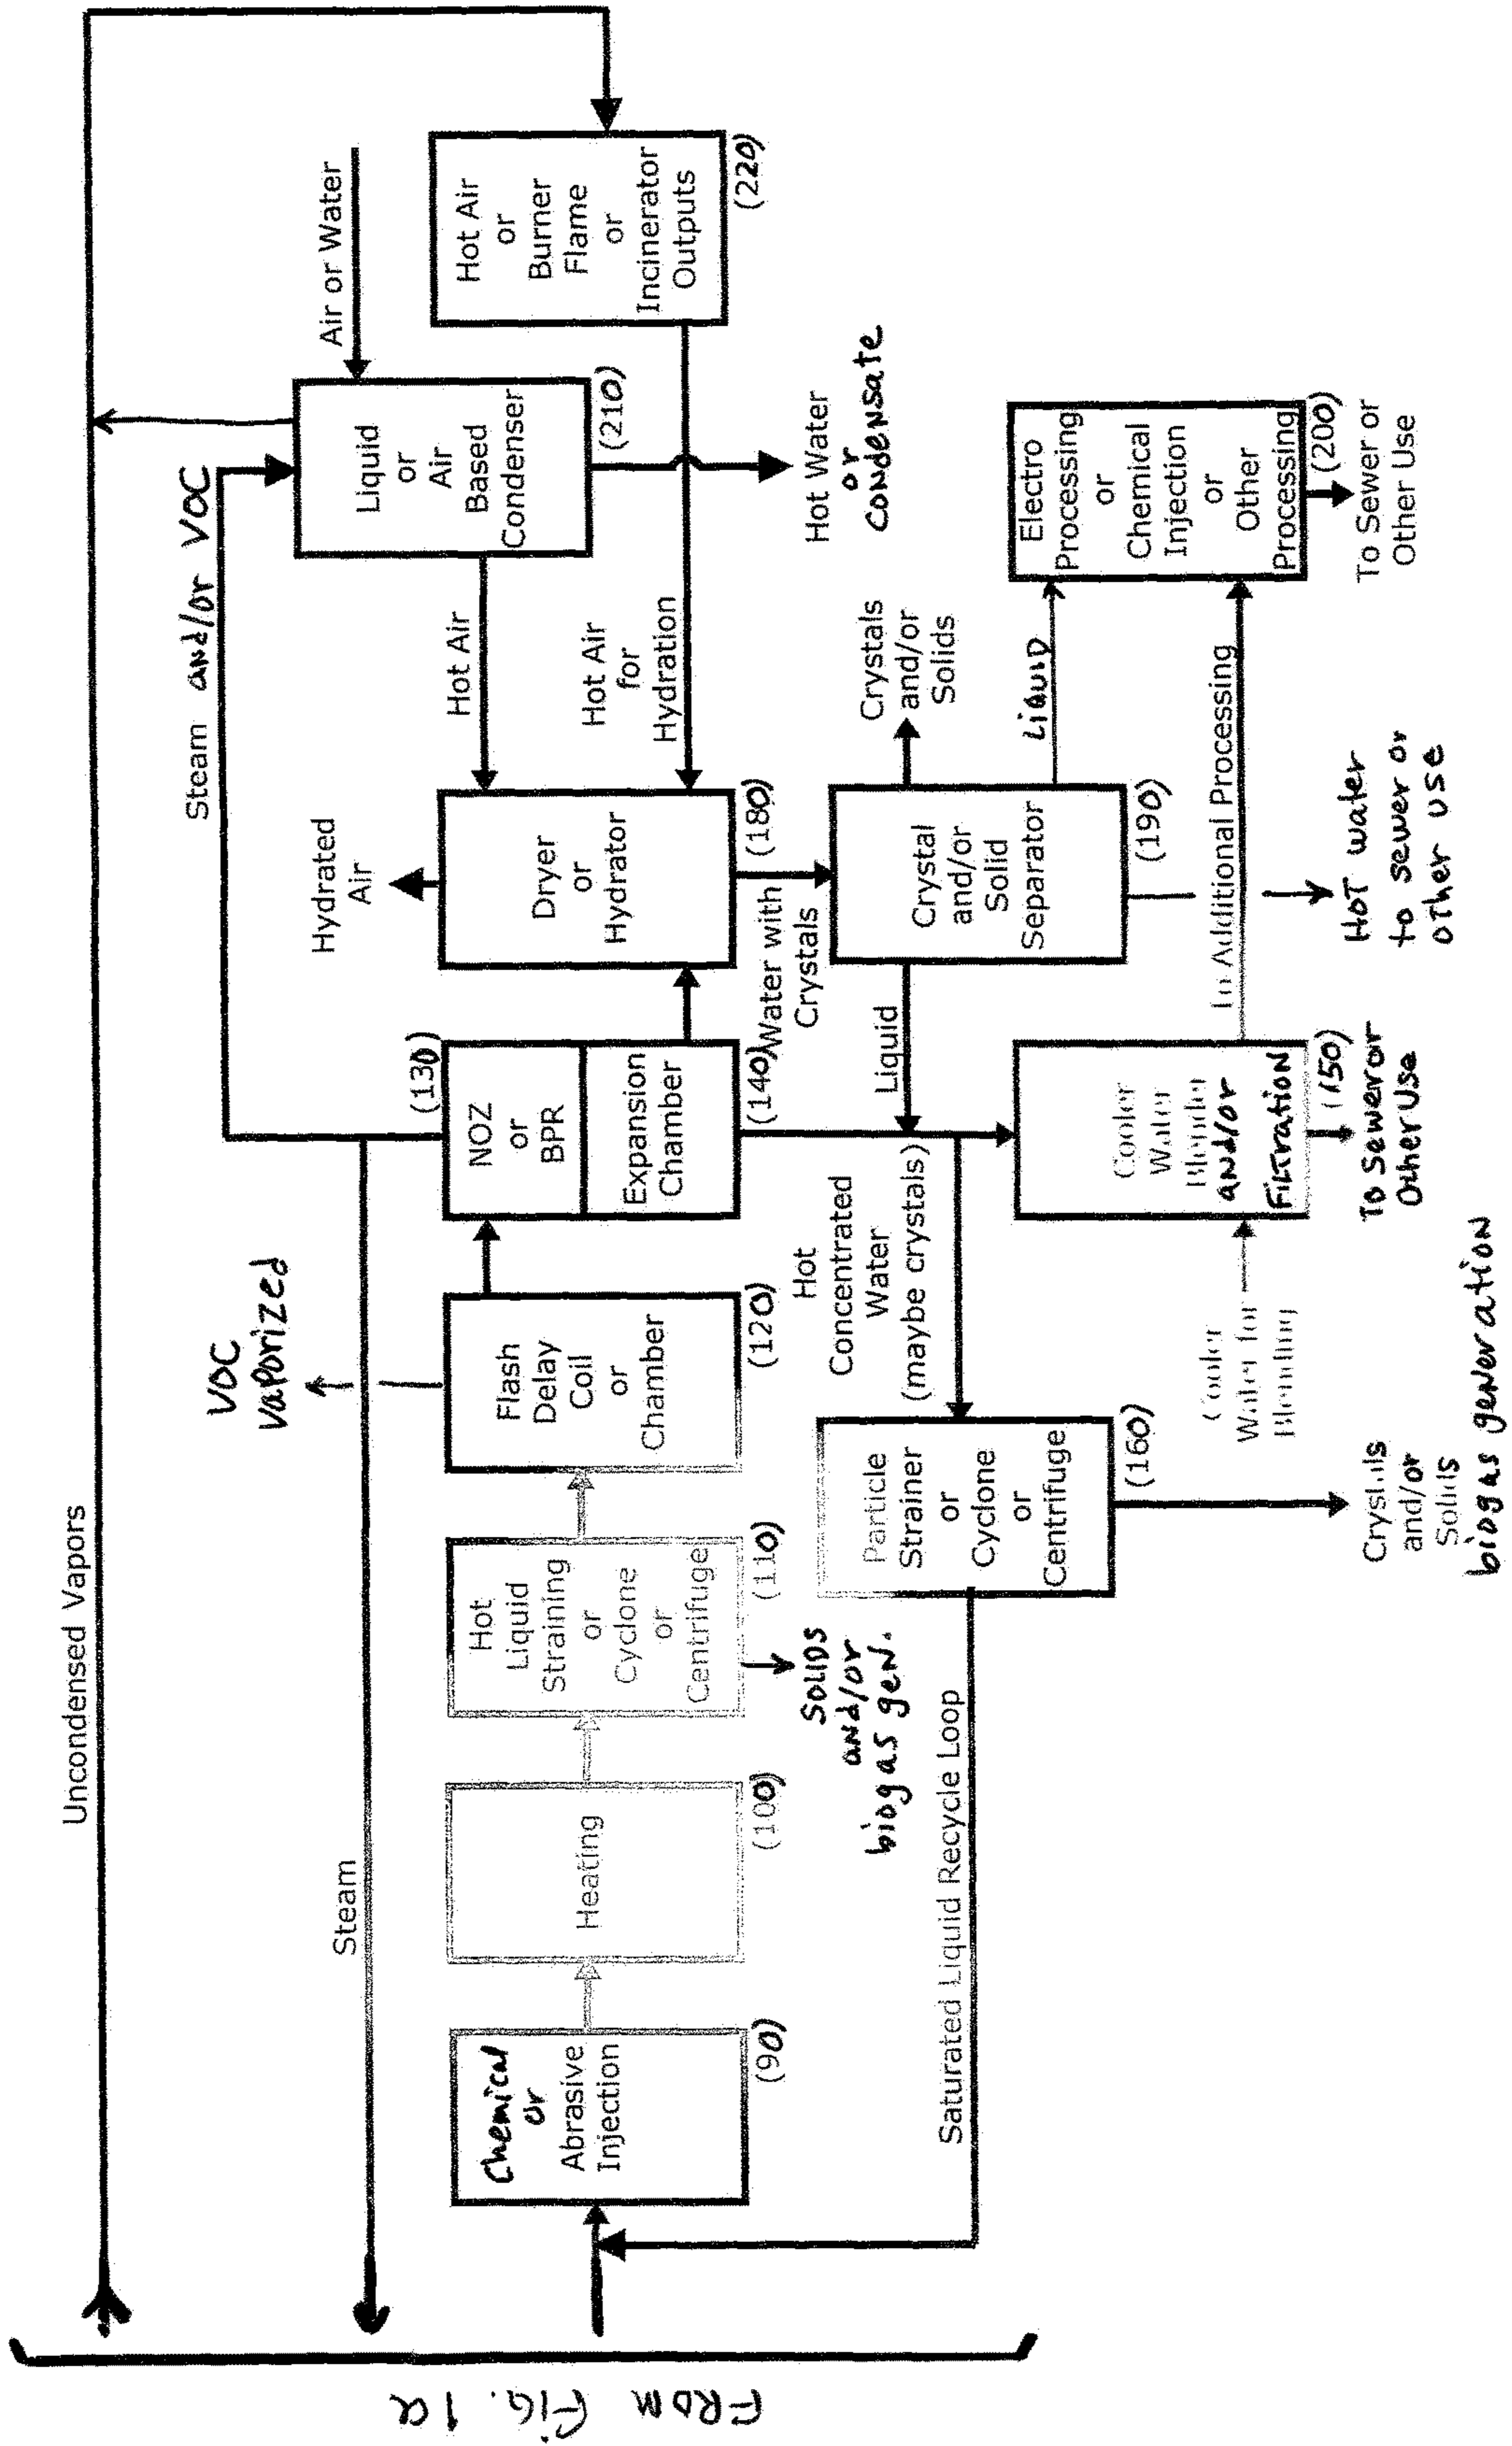 Uncondensed Vapors
Steam
Steam and/or VOC
Air or Water
VOC
Vaporized
Chemical
or
Abrasive
Injection
(90)
Heating
(100)
Hot
Liquid
Straining
or
Cyclone
or
Centrifuge
(110)
SOLIDS
and/or
biogas gen.
Flash
Delay
Coil
or
Chamber
(120)
(130)
NOZ
or
BPR
Expansion
Chamber
(140)
Hydrated
Air
Dryer
or
Hydrator
(180)
Water with
Crystals
Hot Air
Hot Air
for
Hydration
Liquid
or
Air
Based
Condenser
(210)
Hot Water
or
condensate
Hot Air
or
Burner
Flame
or
Incinerator
Outputs
(220)
Saturated Liquid Recycle Loop
Particle
Strainer
or
Cyclone
or
Centrifuge
(160)
Crystals
and/or
Solids
biogas generation
Hot
Concentrated
Water
(maybe crystals)
Liquid
Cooler
Water for
Blending
Cooler
Water
Blender
and/or
Filtration
(150)
To sewer or
Other Use
Crystal
and/or
Solid
Separator
(190)
Crystals
and/or
Solids
LIQUID
Hot water
to sewer or
other use
To Additional Processing
Electro
Processing
or
Chemical
Injection
or
Other
Processing
(200)
To Sewer or
Other Use
FROM FIG. 1a